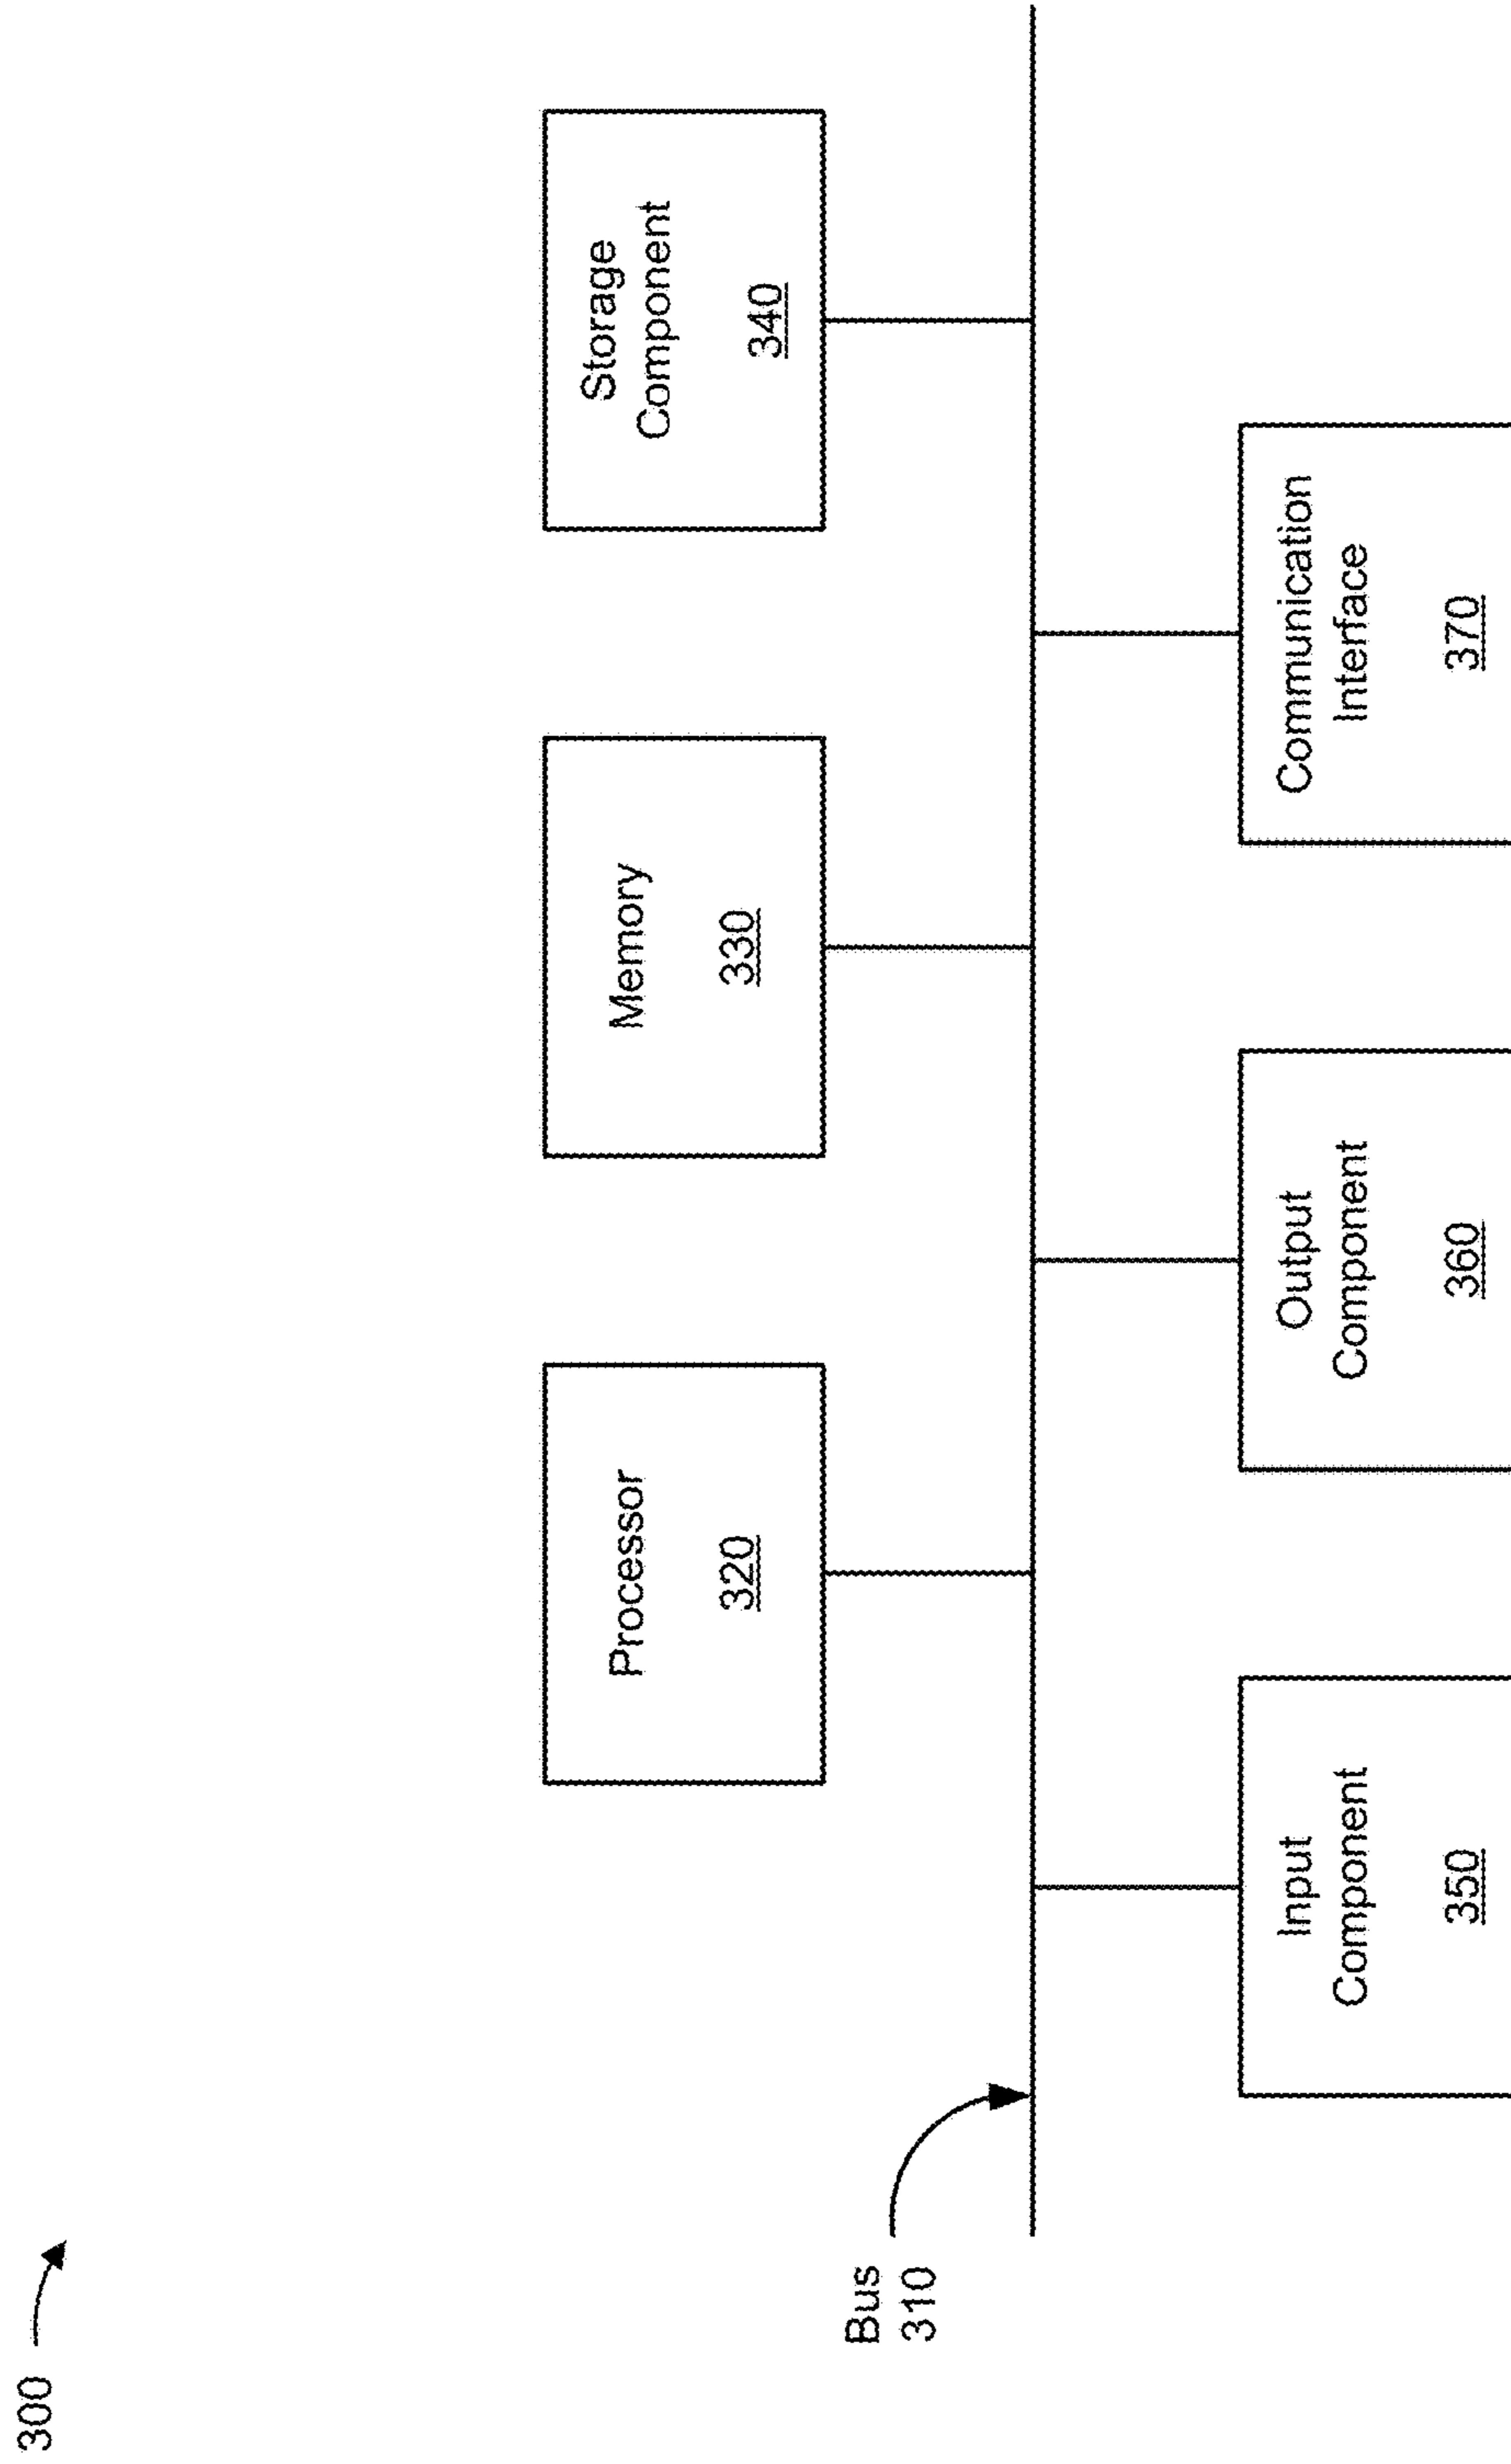 300
Processor
320
Memory
330
Storage
Component
340
Bus
310
Input
Component
350
Output
Component
360
Communication
Interface
370